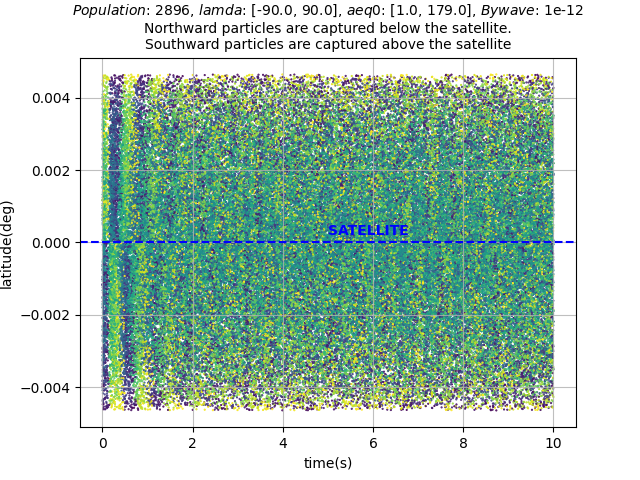 Population: 2896, lamda: [-90.0, 90.0], aeq0: [1.0, 179.0], Bywave: 1e-12
Northward particles are captured below the satellite.
Southward particles are captured above the satellite
0.004
0.002
0.000
−0.002
−0.004
latitude(deg)
SATELLITE
0 2 4 6 8 10
time(s)